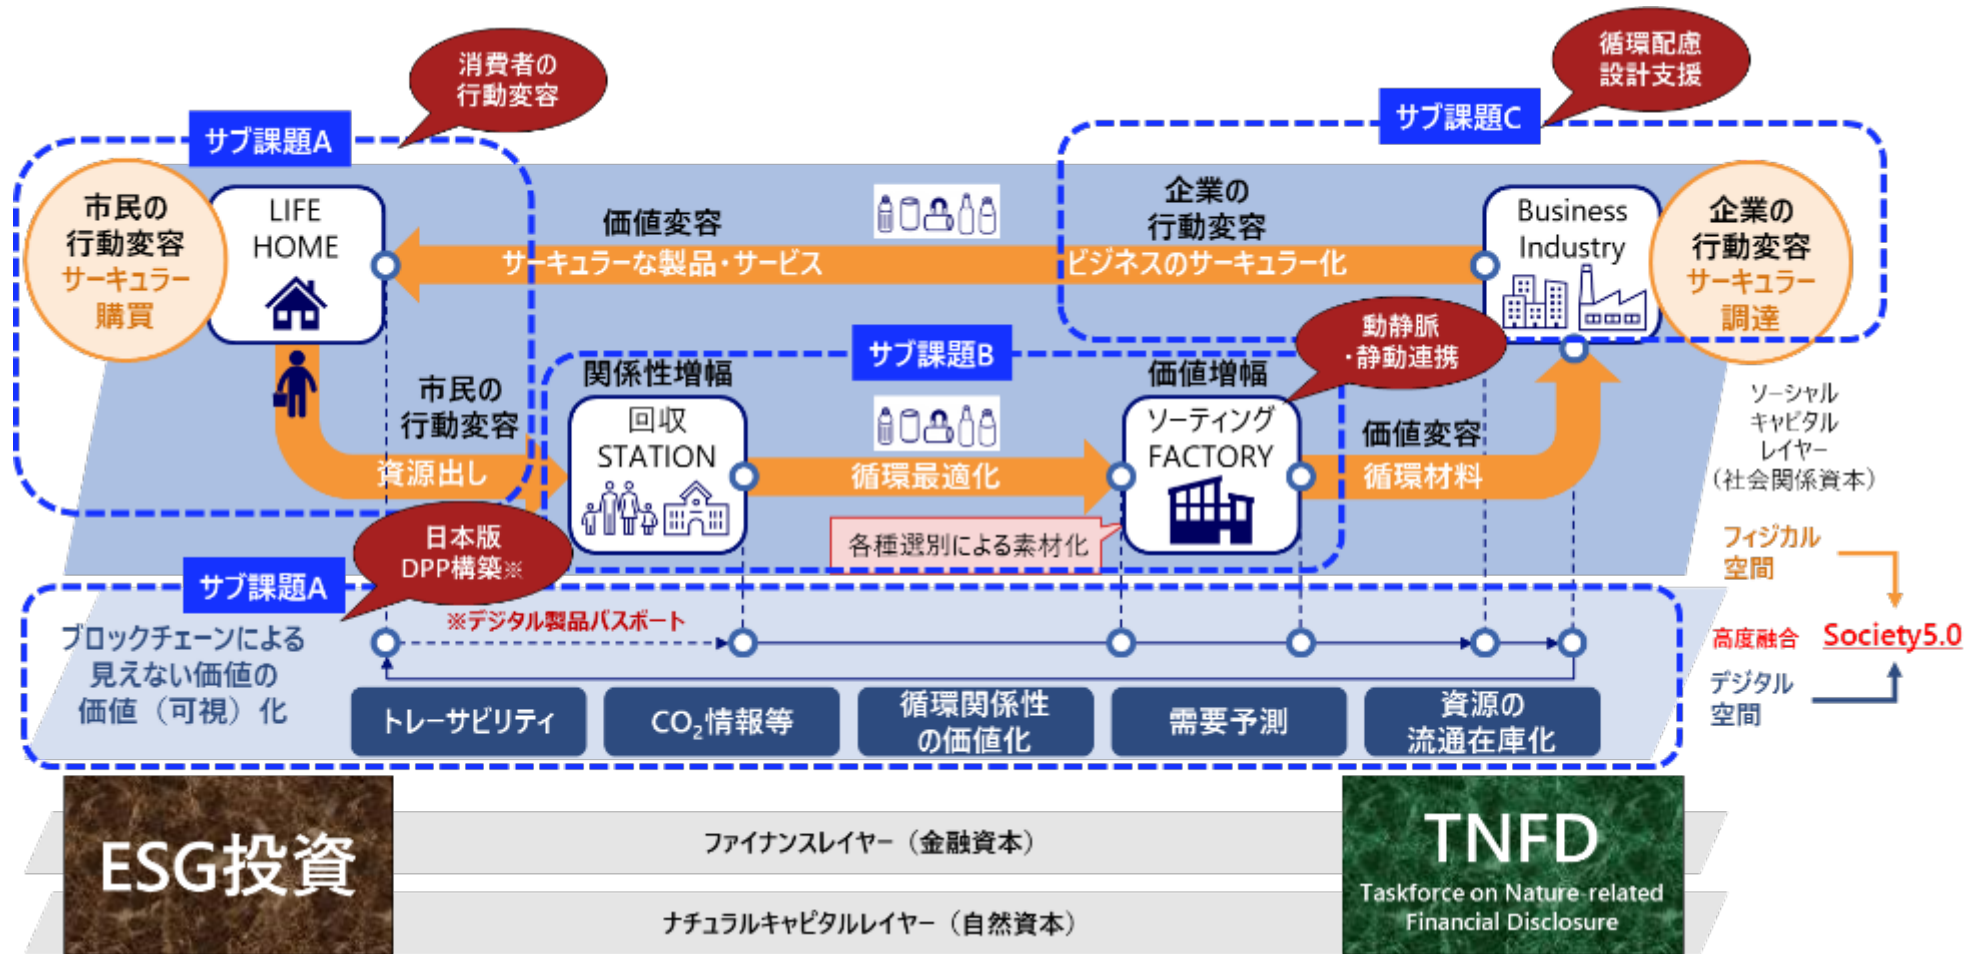 消費者の
行動変容
循環配慮
設計支援
サブ課題A
サブ課題C
市民の
行動変容
サーキュラー
購買
LIFE
HOME
価値変容
サーキュラーな製品・サービス
企業の
行動変容
ビジネスのサーキュラー化
Business
Industry
企業の
行動変容
サーキュラー
調達
動静脈
・静動連携
サブ課題B
市民の
行動変容
資源出し
関係性増幅
回収
STATION
循環最適化
価値増幅
ソーティング
FACTORY
各種選別による素材化
価値変容
循環材料
ソーシャル
キャピタル
レイヤー
（社会関係資本）
フィジカル
空間
高度融合 Society5.0
デジタル
空間
日本版
DPP構築※
サブ課題A
※デジタル製品パスポート
ブロックチェーンによる
見えない価値の
価値（可視）化
トレーサビリティ
CO₂情報等
循環関係性
の価値化
需要予測
資源の
流通在庫化
ESG投資
ファイナンスレイヤー（金融資本）
ナチュラルキャピタルレイヤー（自然資本）
TNFD
Taskforce on Nature-related
Financial Disclosure